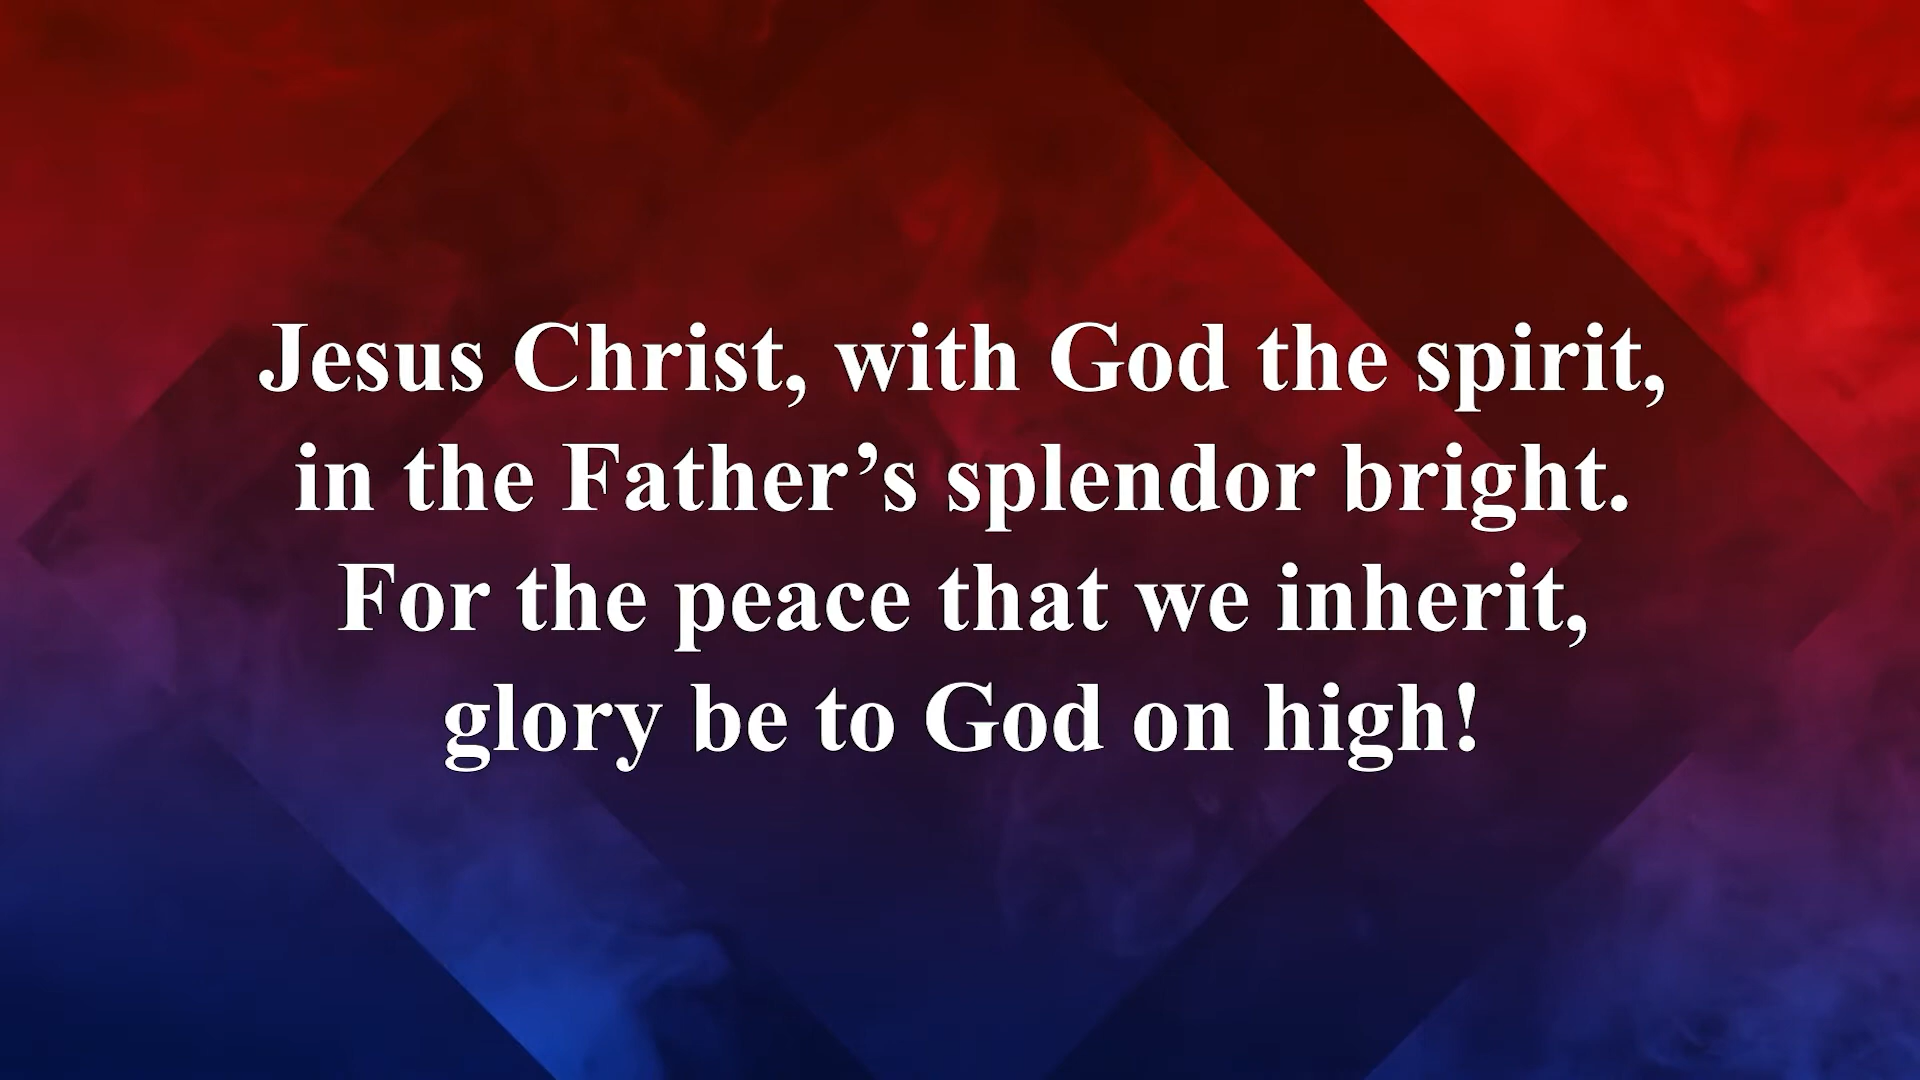 Jesus Christ, with God the spirit,
in the Father’s splendor bright.
For the peace that we inherit,
glory be to God on high!